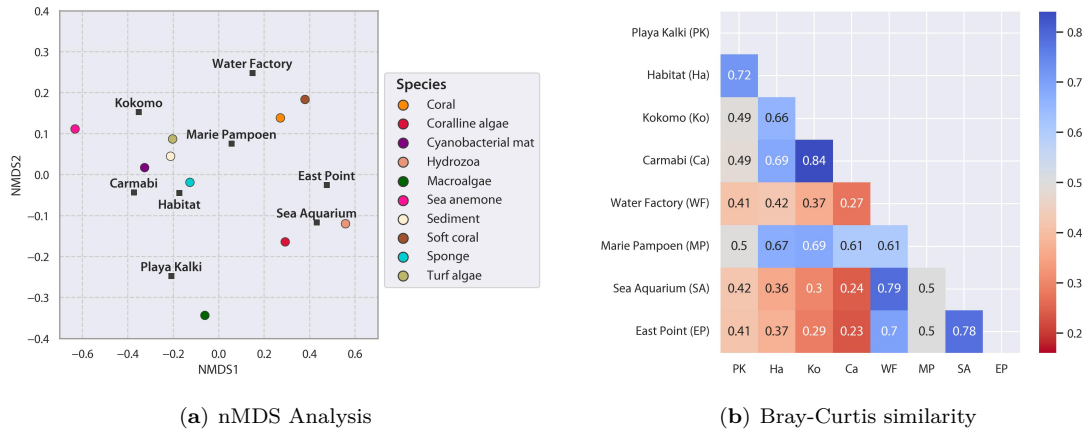 0.4
0.3
0.2
0.1
0.0
−0.1
−0.2
−0.3
−0.4
NMDS2
−0.6
−0.4
−0.2
0.0
0.2
0.4
0.6
NMDS1
Water Factory
Kokomo
Marie Pampoen
East Point
Carmabi
Habitat
Sea Aquarium
Playa Kalki
Species
Coral
Coralline algae
Cyanobacterial mat
Hydrozoa
Macroalgae
Sea anemone
Sediment
Soft coral
Sponge
Turf algae
(a) nMDS Analysis
Playa Kalki (PK)
Habitat (Ha) 0.72
Kokomo (Ko) 0.49 0.66
Carmabi (Ca) 0.49 0.69 0.84
Water Factory (WF) 0.41 0.42 0.37 0.27
Marie Pampoen (MP) 0.5 0.67 0.69 0.61 0.61
Sea Aquarium (SA) 0.42 0.36 0.3 0.24 0.79 0.5
East Point (EP) 0.41 0.37 0.29 0.23 0.7 0.5 0.78
PK Ha Ko Ca WF MP SA EP
0.8
0.7
0.6
0.5
0.4
0.3
0.2
(b) Bray-Curtis similarity